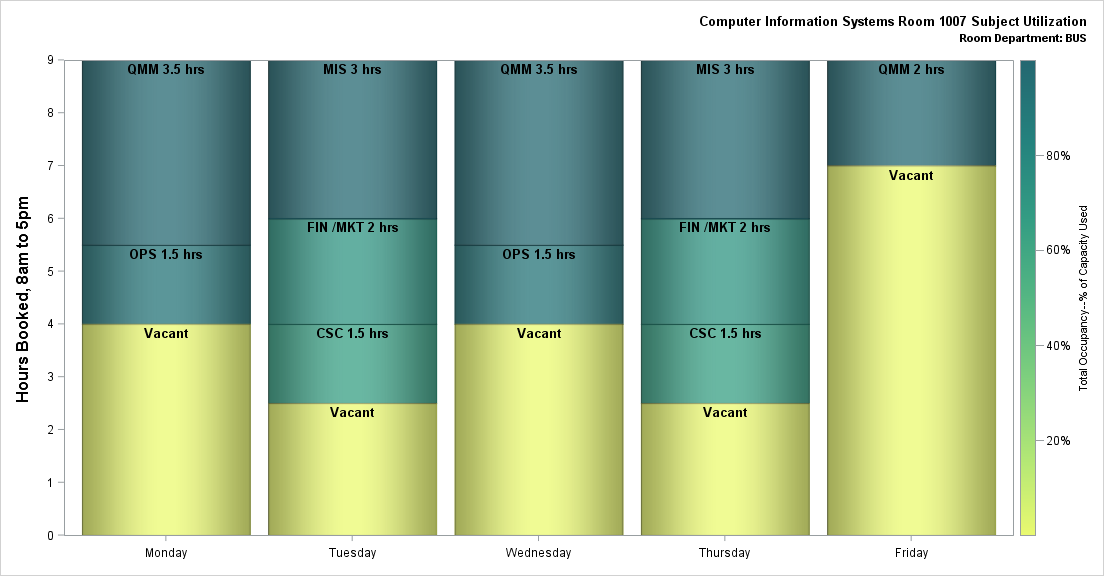 Computer Information Systems Room 1007 Subject Utilization
Room Department: BUS
Hours Booked, 8am to 5pm
9
8
7
6
5
4
3
2
1
0
QMM 3.5 hrs
OPS 1.5 hrs
Vacant
MIS 3 hrs
FIN /MKT 2 hrs
CSC 1.5 hrs
Vacant
QMM 3.5 hrs
OPS 1.5 hrs
Vacant
MIS 3 hrs
FIN /MKT 2 hrs
CSC 1.5 hrs
Vacant
QMM 2 hrs
Vacant
Monday
Tuesday
Wednesday
Thursday
Friday
80%
60%
40%
20%
Total Occupancy--% of Capacity Used